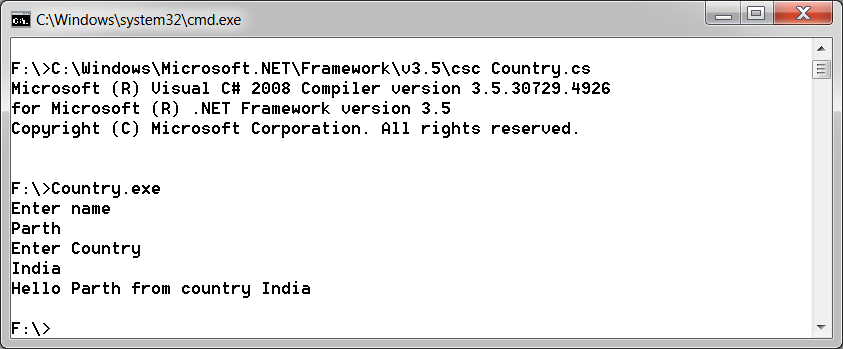 C:\Windows\system32\cmd.exe
F:\>C:\Windows\Microsoft.NET\Framework\v3.5\csc Country.cs
Microsoft (R) Visual C# 2008 Compiler version 3.5.30729.4926
for Microsoft (R) .NET Framework version 3.5
Copyright (C) Microsoft Corporation. All rights reserved.
F:\>Country.exe
Enter name
Parth
Enter Country
India
Hello Parth from country India
F:\>